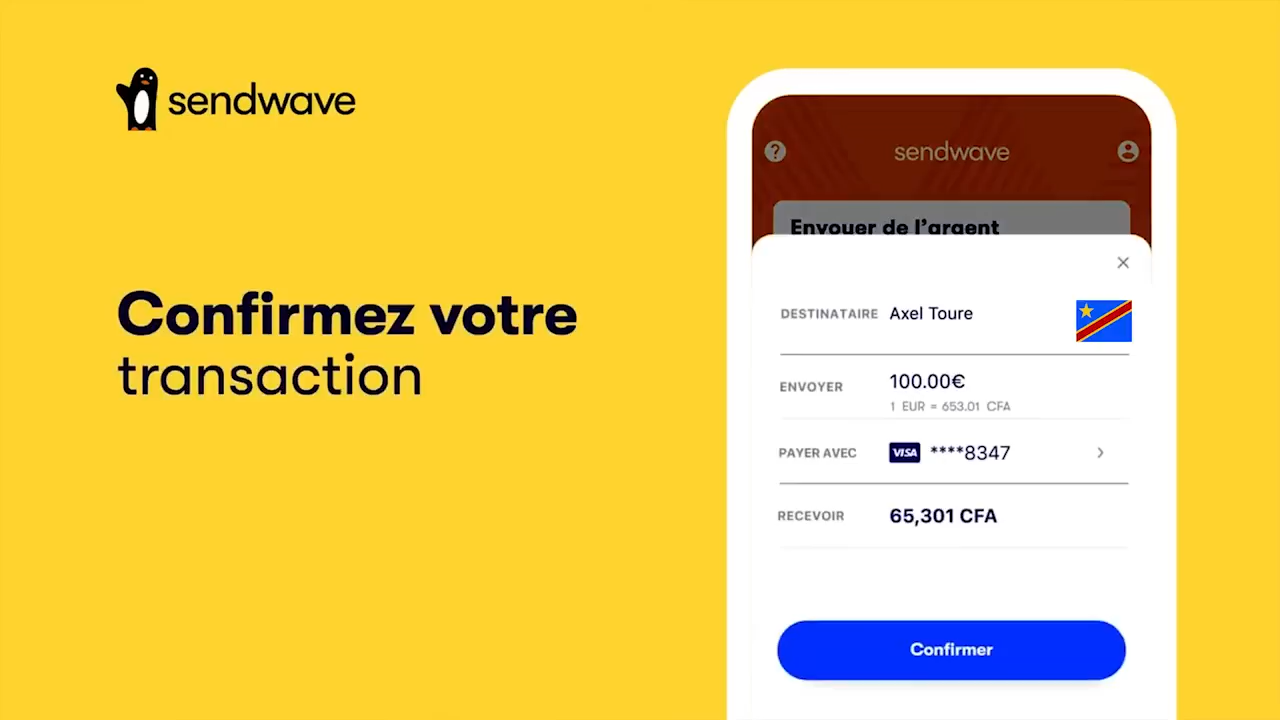 sendwave
Confirmez votre
transaction
?
sendwave
Envoyer de l'argent
DESTINATAIRE Axel Toure
ENVOYER 100.00€
1 EUR = 653.01 CFA
PAYER AVEC VISA ****8347
RECEVOIR 65,301 CFA
Confirmer